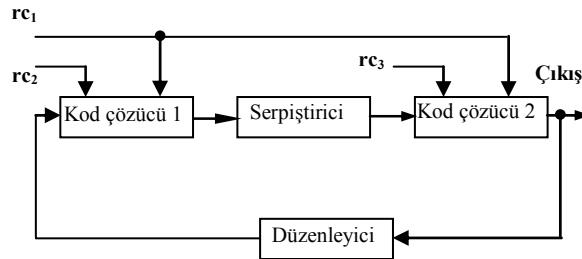 rc1
rc2
rc3
Çıkış
Kod çözücü 1
Serpiştirici
Kod çözücü 2
Düzenleyici